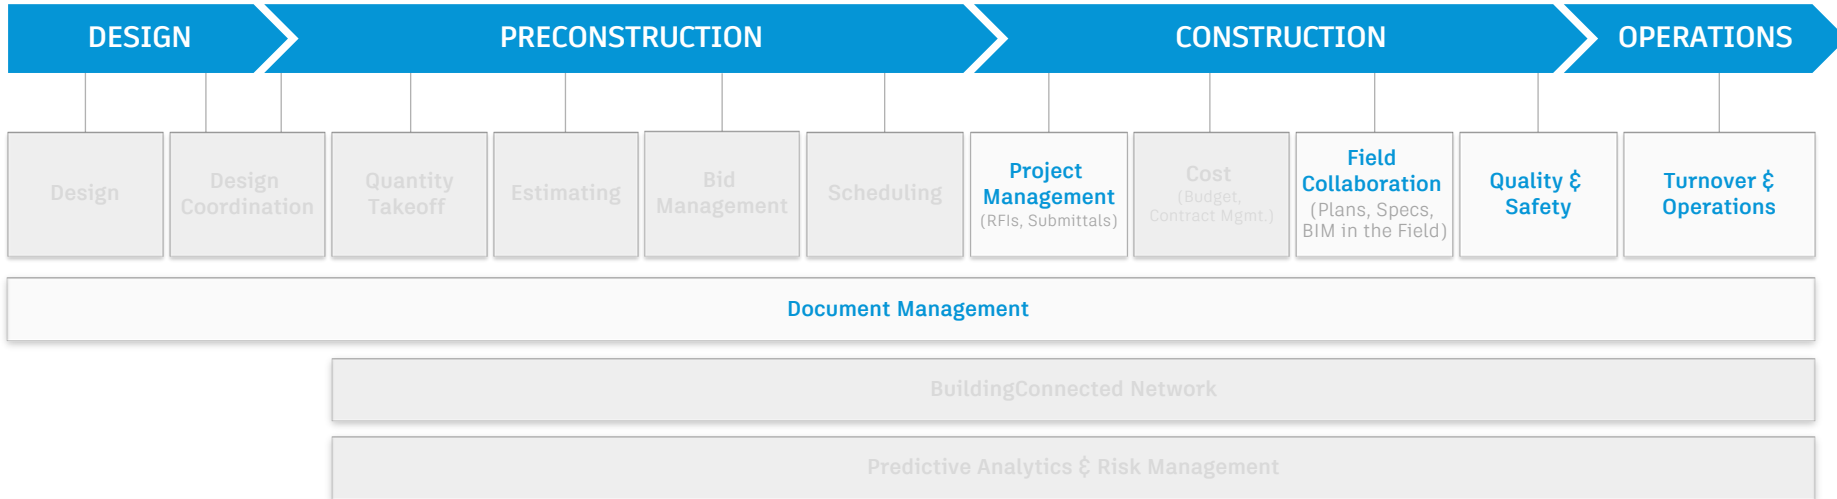 DESIGN
PRECONSTRUCTION
CONSTRUCTION
OPERATIONS
Design
Design
Coordination
Quantity
Takeoff
Estimating
Bid
Management
Scheduling
Project
Management
(RFIs, Submittals)
Cost
(Budget,
Contract Mgmt.)
Field
Collaboration
(Plans, Specs,
BIM in the Field)
Quality &
Safety
Turnover &
Operations
Document Management
BuildingConnected Network
Predictive Analytics & Risk Management